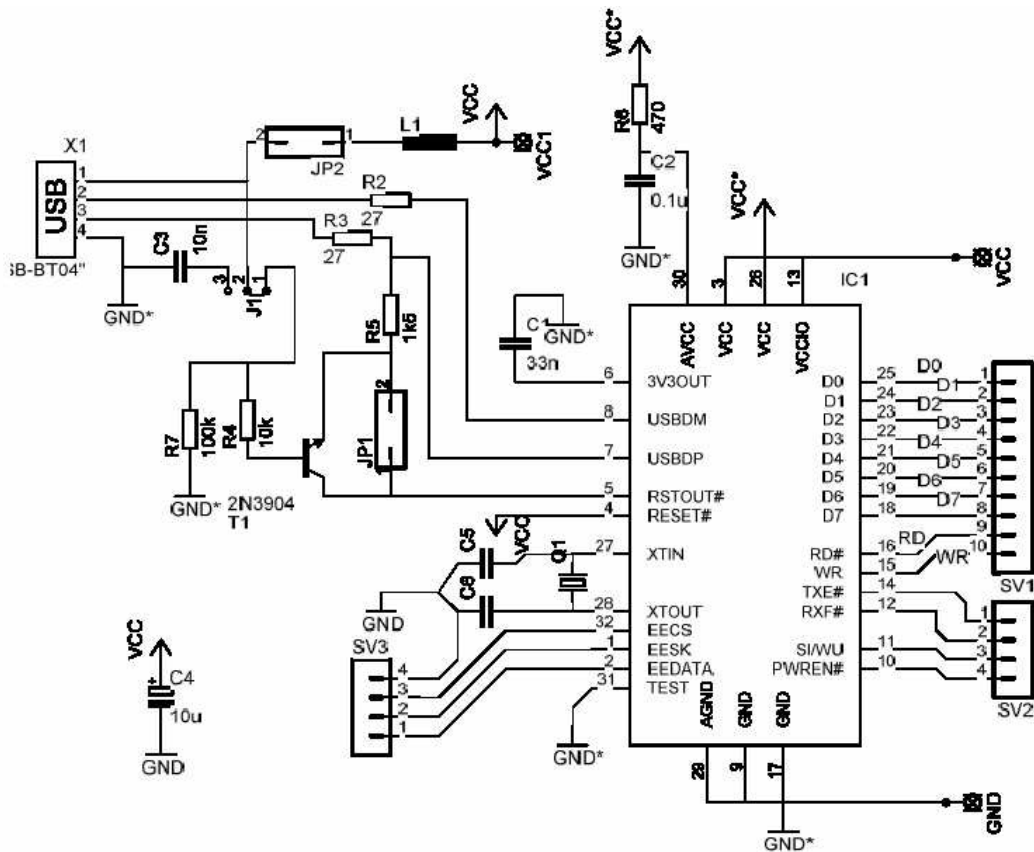 VCC*
R6
470
C2
0.1u
GND*
VCC
L1
VCC1
2
1
JP2
X1
USB
1
2
3
4
SB-BT04"
R2
27
R3
27
C3
10n
GND*
3
2
1
J1
R5
1k5
R7
100k
R4
10k
GND*
2N3904
T1
2
JP1
C1
33n
GND*
VCC*
30
3
26
13
IC1
VCC
AVCC
VCC
VCC
VCCIO
6
3V3OUT
8
USBDM
7
USBDP
5
RSTOUT#
4
RESET#
27
XTIN
28
XTOUT
32
EECS
1
EESK
2
EEDATA
31
TEST
D0
25
D0
D1
24
D1
D2
23
D2
D3
22
D3
D4
21
D4
D5
20
D5
D6
19
D6
D7
18
D7
RD#
16
RD
WR
15
WR
TXE#
14
RXF#
12
SI/WU
11
PWREN#
10
1
2
3
4
5
6
7
8
9
10
SV1
1
2
3
4
SV2
VCC
C5
C6
Q1
GND
SV3
4
3
2
1
VCC
+
C4
10u
GND
GND*
AGND
GND
GND
29
9
17
GND
GND*